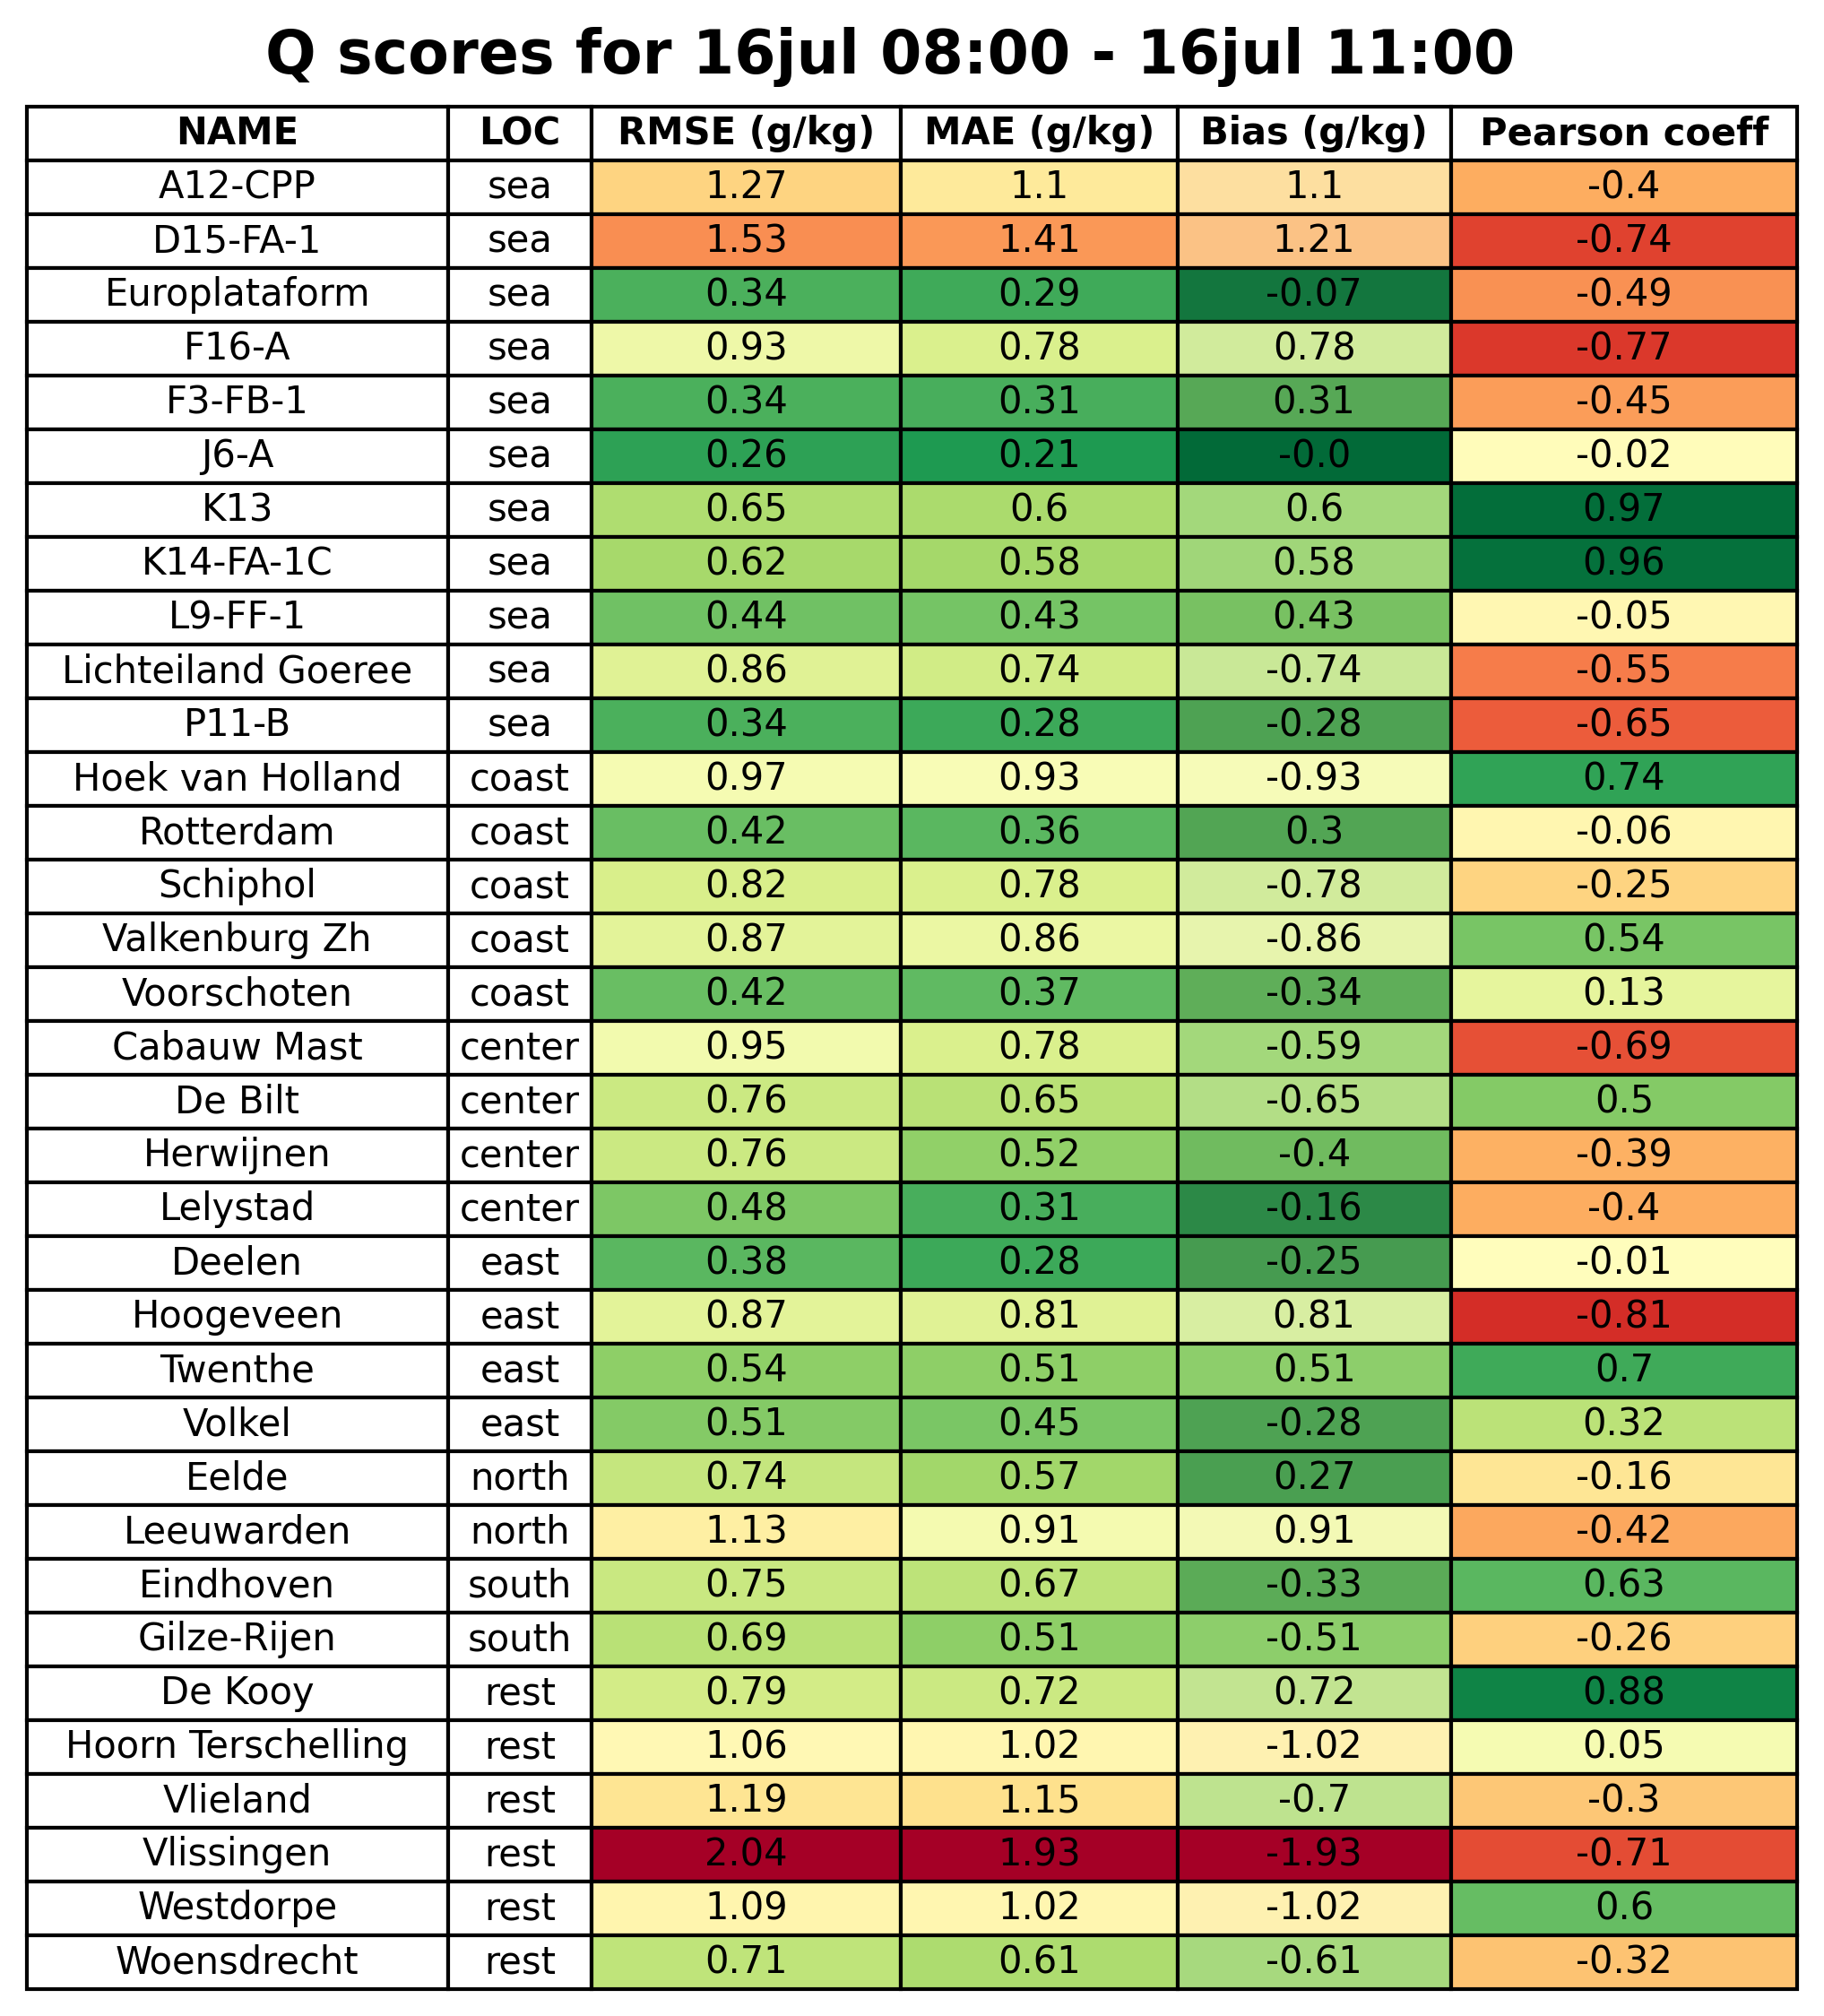 Q scores for 16jul 08:00 - 16jul 11:00
NAME LOC RMSE (g/kg) MAE (g/kg) Bias (g/kg) Pearson coeff
A12-CPP sea 1.27 1.1 1.1 -0.4
D15-FA-1 sea 1.53 1.41 1.21 -0.74
Europlataform sea 0.34 0.29 -0.07 -0.49
F16-A sea 0.93 0.78 0.78 -0.77
F3-FB-1 sea 0.34 0.31 0.31 -0.45
J6-A sea 0.26 0.21 -0.0 -0.02
K13 sea 0.65 0.6 0.6 0.97
K14-FA-1C sea 0.62 0.58 0.58 0.96
L9-FF-1 sea 0.44 0.43 0.43 -0.05
Lichteiland Goeree sea 0.86 0.74 -0.74 -0.55
P11-B sea 0.34 0.28 -0.28 -0.65
Hoek van Holland coast 0.97 0.93 -0.93 0.74
Rotterdam coast 0.42 0.36 0.3 -0.06
Schiphol coast 0.82 0.78 -0.78 -0.25
Valkenburg Zh coast 0.87 0.86 -0.86 0.54
Voorschoten coast 0.42 0.37 -0.34 0.13
Cabauw Mast center 0.95 0.78 -0.59 -0.69
De Bilt center 0.76 0.65 -0.65 0.5
Herwijnen center 0.76 0.52 -0.4 -0.39
Lelystad center 0.48 0.31 -0.16 -0.4
Deelen east 0.38 0.28 -0.25 -0.01
Hoogeveen east 0.87 0.81 0.81 -0.81
Twenthe east 0.54 0.51 0.51 0.7
Volkel east 0.51 0.45 -0.28 0.32
Eelde north 0.74 0.57 0.27 -0.16
Leeuwarden north 1.13 0.91 0.91 -0.42
Eindhoven south 0.75 0.67 -0.33 0.63
Gilze-Rijen south 0.69 0.51 -0.51 -0.26
De Kooy rest 0.79 0.72 0.72 0.88
Hoorn Terschelling rest 1.06 1.02 -1.02 0.05
Vlieland rest 1.19 1.15 -0.7 -0.3
Vlissingen rest 2.04 1.93 -1.93 -0.71
Westdorpe rest 1.09 1.02 -1.02 0.6
Woensdrecht rest 0.71 0.61 -0.61 -0.32